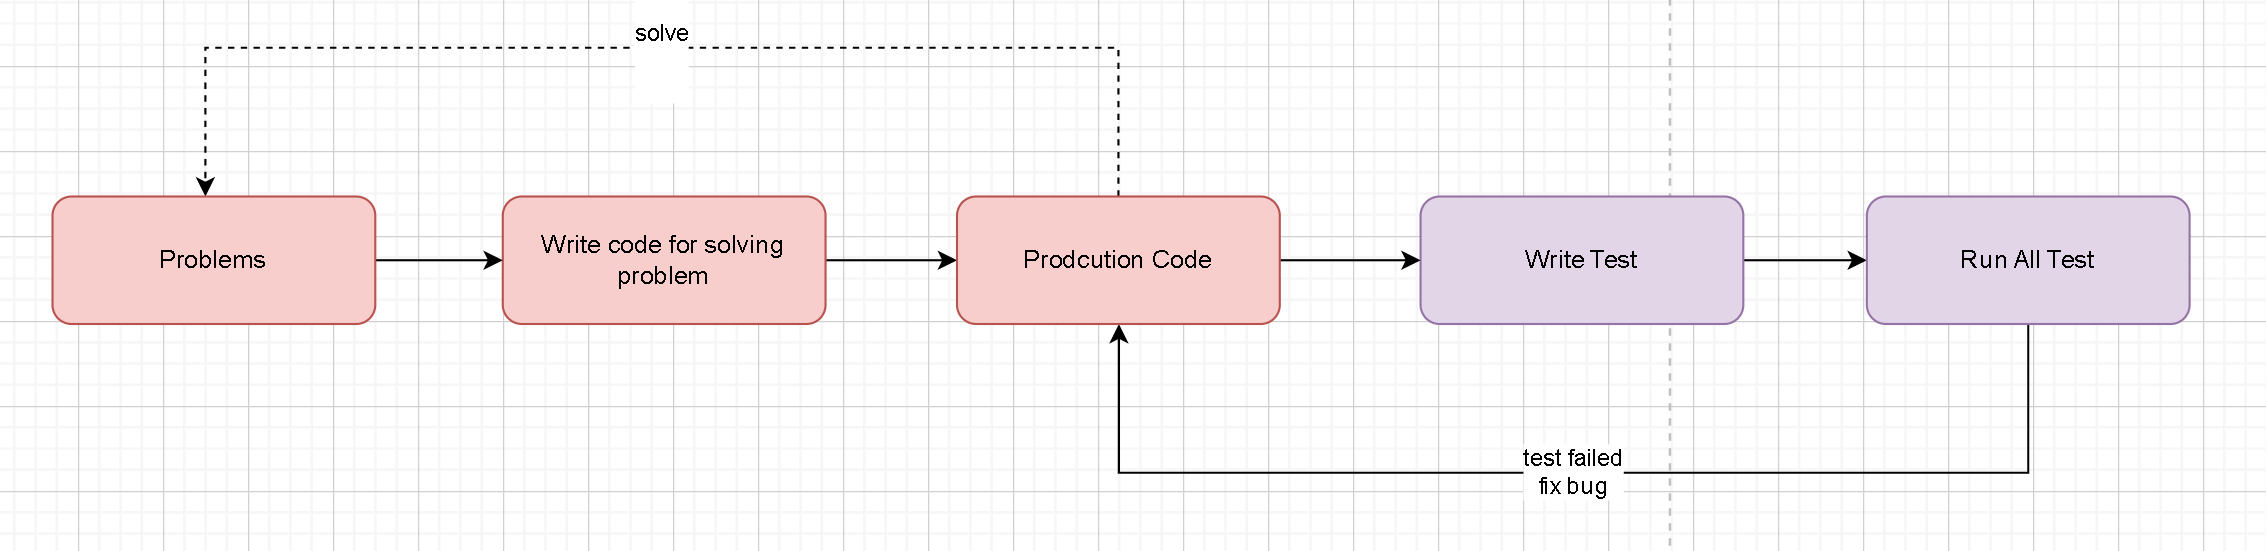 solve
Problems
Write code for solving
problem
Prodcution Code
Write Test
Run All Test
test failed
fix bug